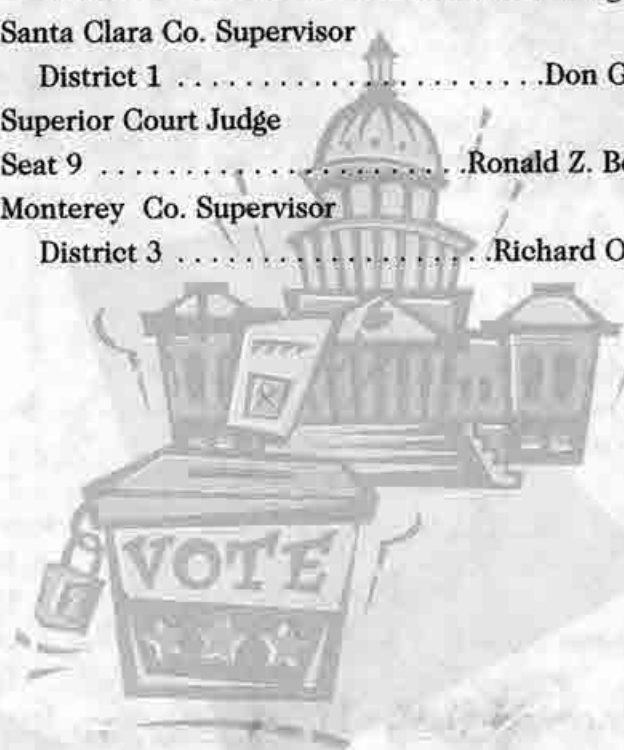 Santa Clara Co. Supervisor
District 1 ........................Don G
Superior Court Judge
Seat 9 ........................Ronald Z. Be
Monterey Co. Supervisor
District 3 .....................Richard O
VOTE